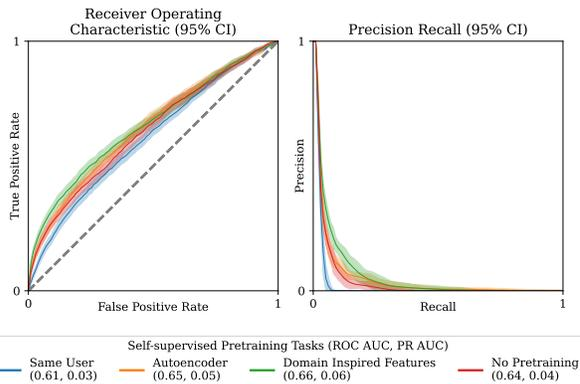 Receiver Operating
Characteristic (95% CI)
1
True Positive Rate
0
0
False Positive Rate
1
Precision Recall (95% CI)
1
Precision
0
0
Recall
1
Self-supervised Pretraining Tasks (ROC AUC, PR AUC)
Same User
(0.61, 0.03)
Autoencoder
(0.65, 0.05)
Domain Inspired Features
(0.66, 0.06)
No Pretraining
(0.64, 0.04)